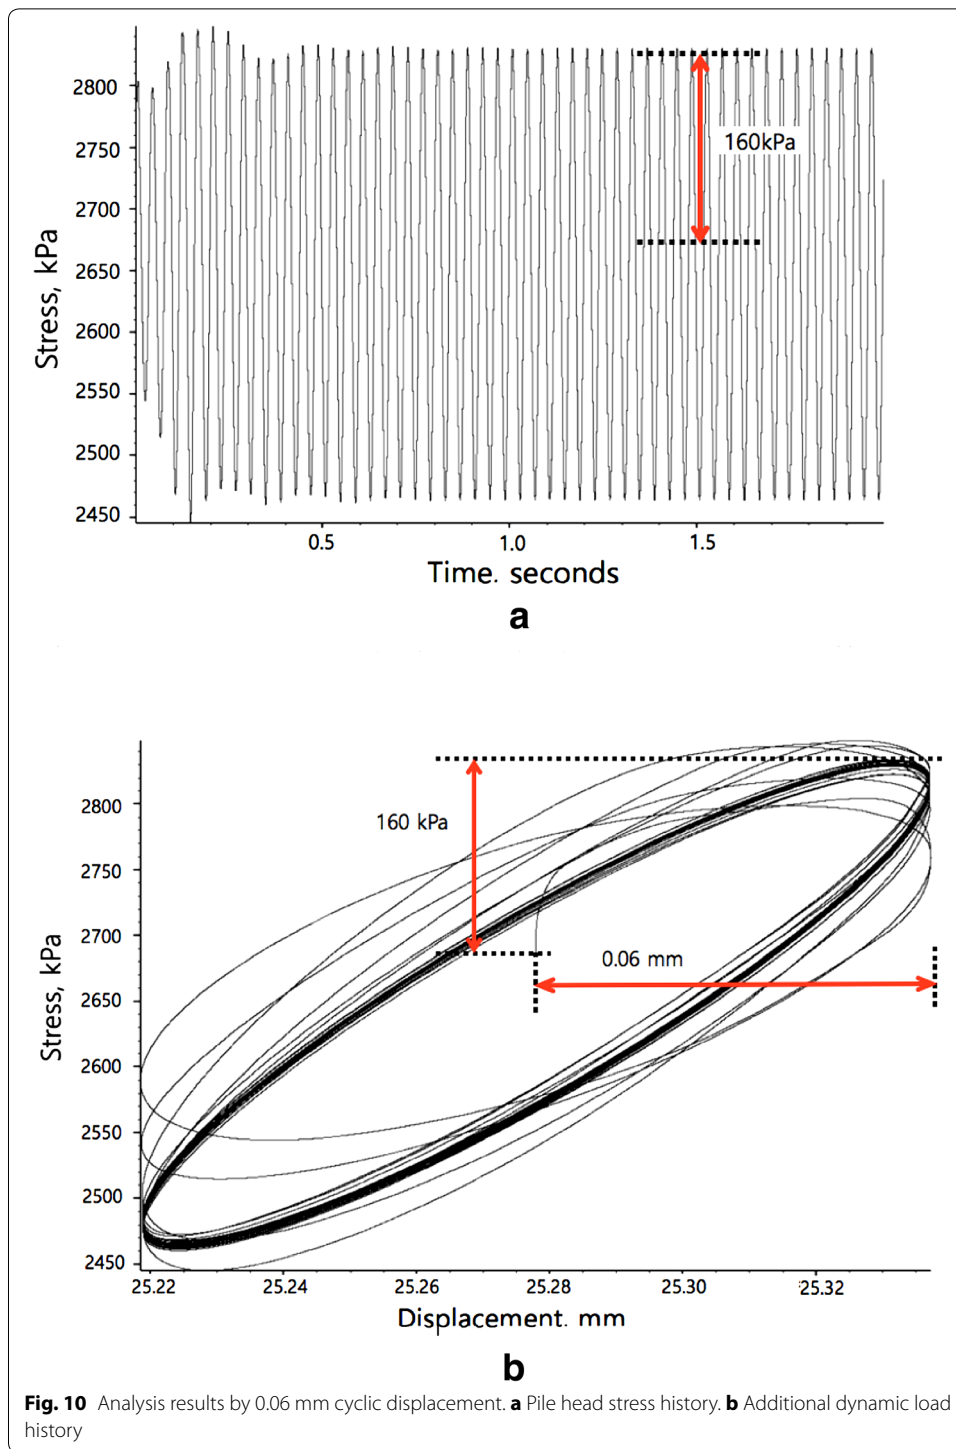 2800
2750
2700
2650
2600
2550
2500
2450
Stress, kPa
160kPa
0.5
1.0
1.5
Time. seconds
a
2800
2750
2700
2650
2600
2550
2500
2450
Stress, kPa
160 kPa
0.06 mm
25.22
25.24
25.26
25.28
25.30
25.32
Displacement. mm
b
Fig. 10 Analysis results by 0.06 mm cyclic displacement. a Pile head stress history. b Additional dynamic load
history